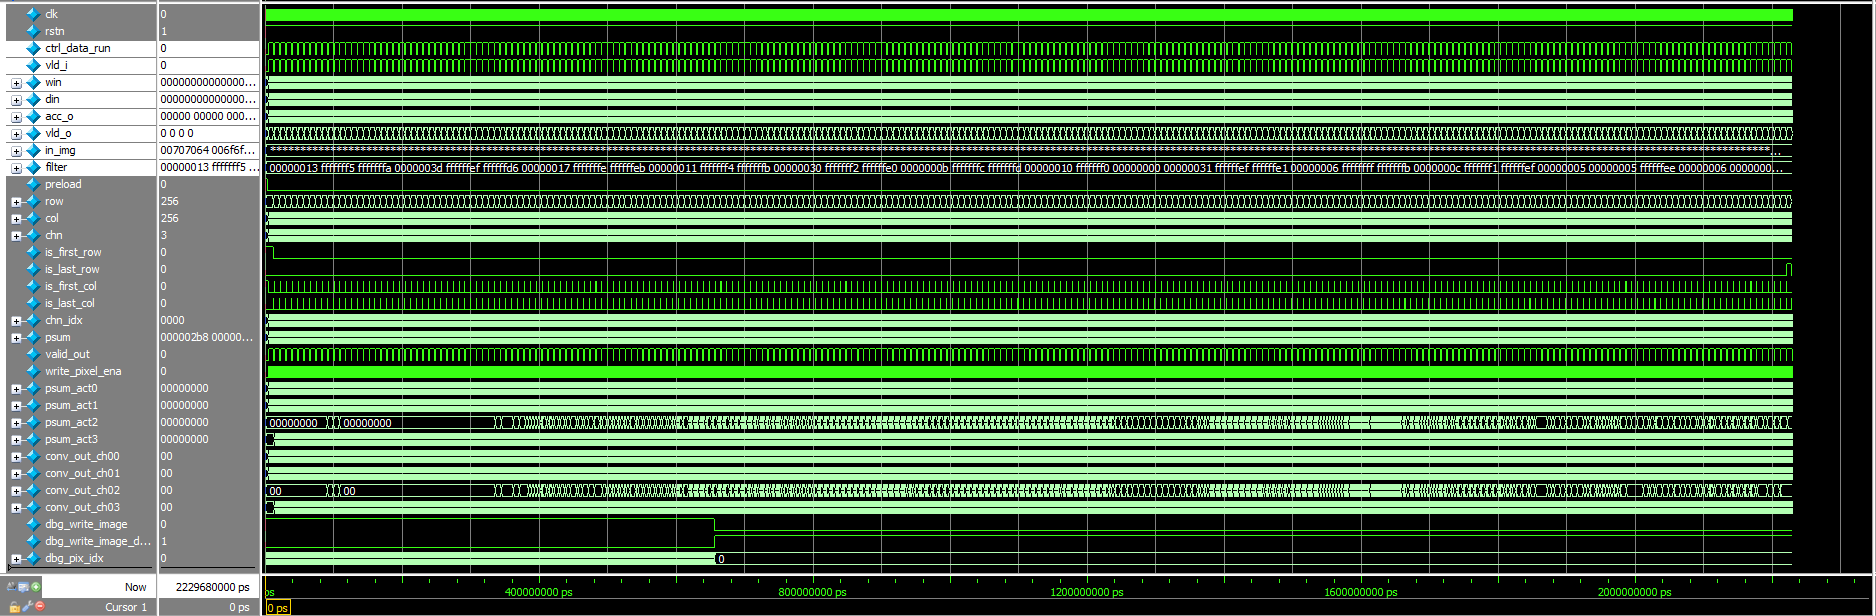 clk 0
rstn 1
ctrl_data_run 0
vld_i 0
win 00000000000000...
din 00000000000000...
acc_o 00000 00000 000...
vld_o 0 0 0 0
in_img 00707064 006f6f...
filter 00000013 fffffff5 ... 00000013 fffffff5 fffffffa 0000003d ffffffef ffffffd6 00000017 fffffffe ffffffeb 00000011 fffffff4 fffffffb 00000030 fffffff2 ffffffe0 0000000b fffffffc fffffffd 00000010 fffffff0 00000000 00000031 ffffffef ffffffe1 00000006 ffffffff fffffffb 0000000c fffffff1 ffffffef 00000005 00000005 ffffffee 00000006 0000000...
preload 0
row 256
col 256
chn 3
is_first_row 0
is_last_row 0
is_first_col 0
is_last_col 0
chn_idx 0000
psum 000002b8 00000...
valid_out 0
write_pixel_ena 0
psum_act0 00000000
psum_act1 00000000
psum_act2 00000000 00000000 00000000
psum_act3 00000000
conv_out_ch00 00
conv_out_ch01 00
conv_out_ch02 00 00 00
conv_out_ch03 00
dbg_write_image 0
dbg_write_image_d... 1
dbg_pix_idx 0 0
Now 2229680000 ps ps 400000000 ps 800000000 ps 1200000000 ps 1600000000 ps 2000000000 ps
Cursor 1 0 ps 0 ps